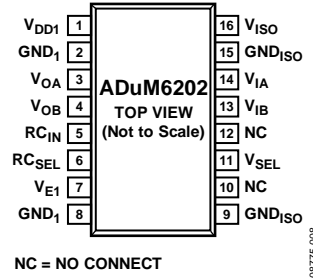 VDD1 1 16 VISO
GND1 2 15 GNDISO
VOA 3 14 VIA
VOB 4 13 VIB
RCIN 5 12 NC
RCSEL 6 11 VSEL
VE1 7 10 NC
GND1 8 9 GNDISO
ADuM6202
TOP VIEW
(Not to Scale)
NC = NO CONNECT
08775-008